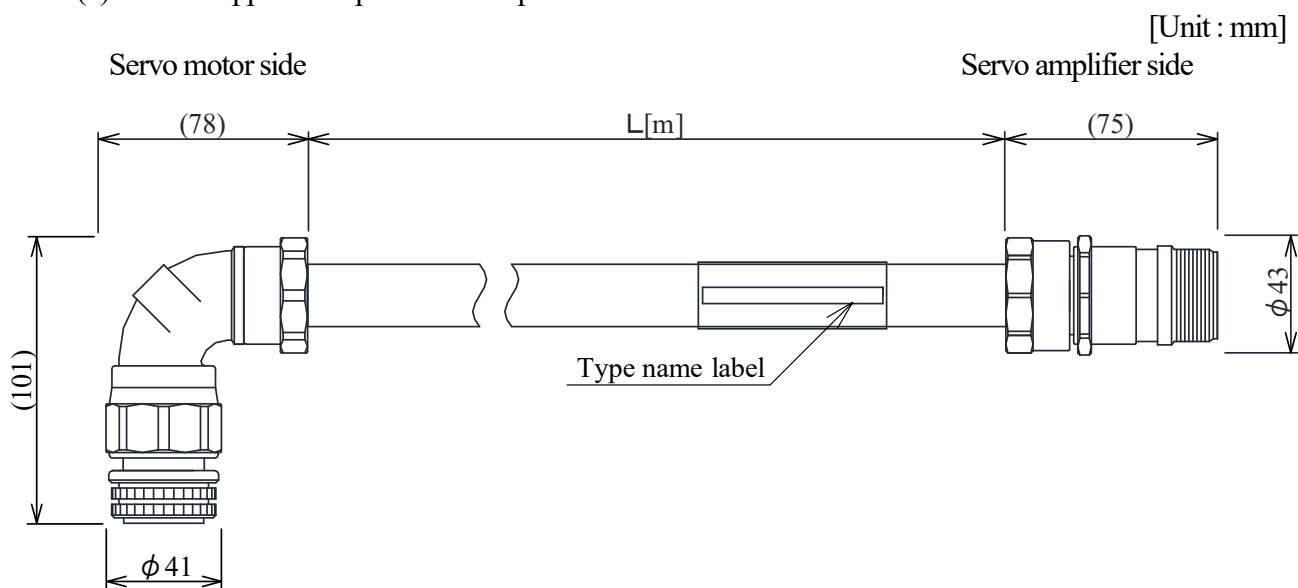 [Unit : mm]
Servo motor side
Servo amplifier side
(78)
L[m]
(75)
(101)
ϕ43
Type name label
ϕ41